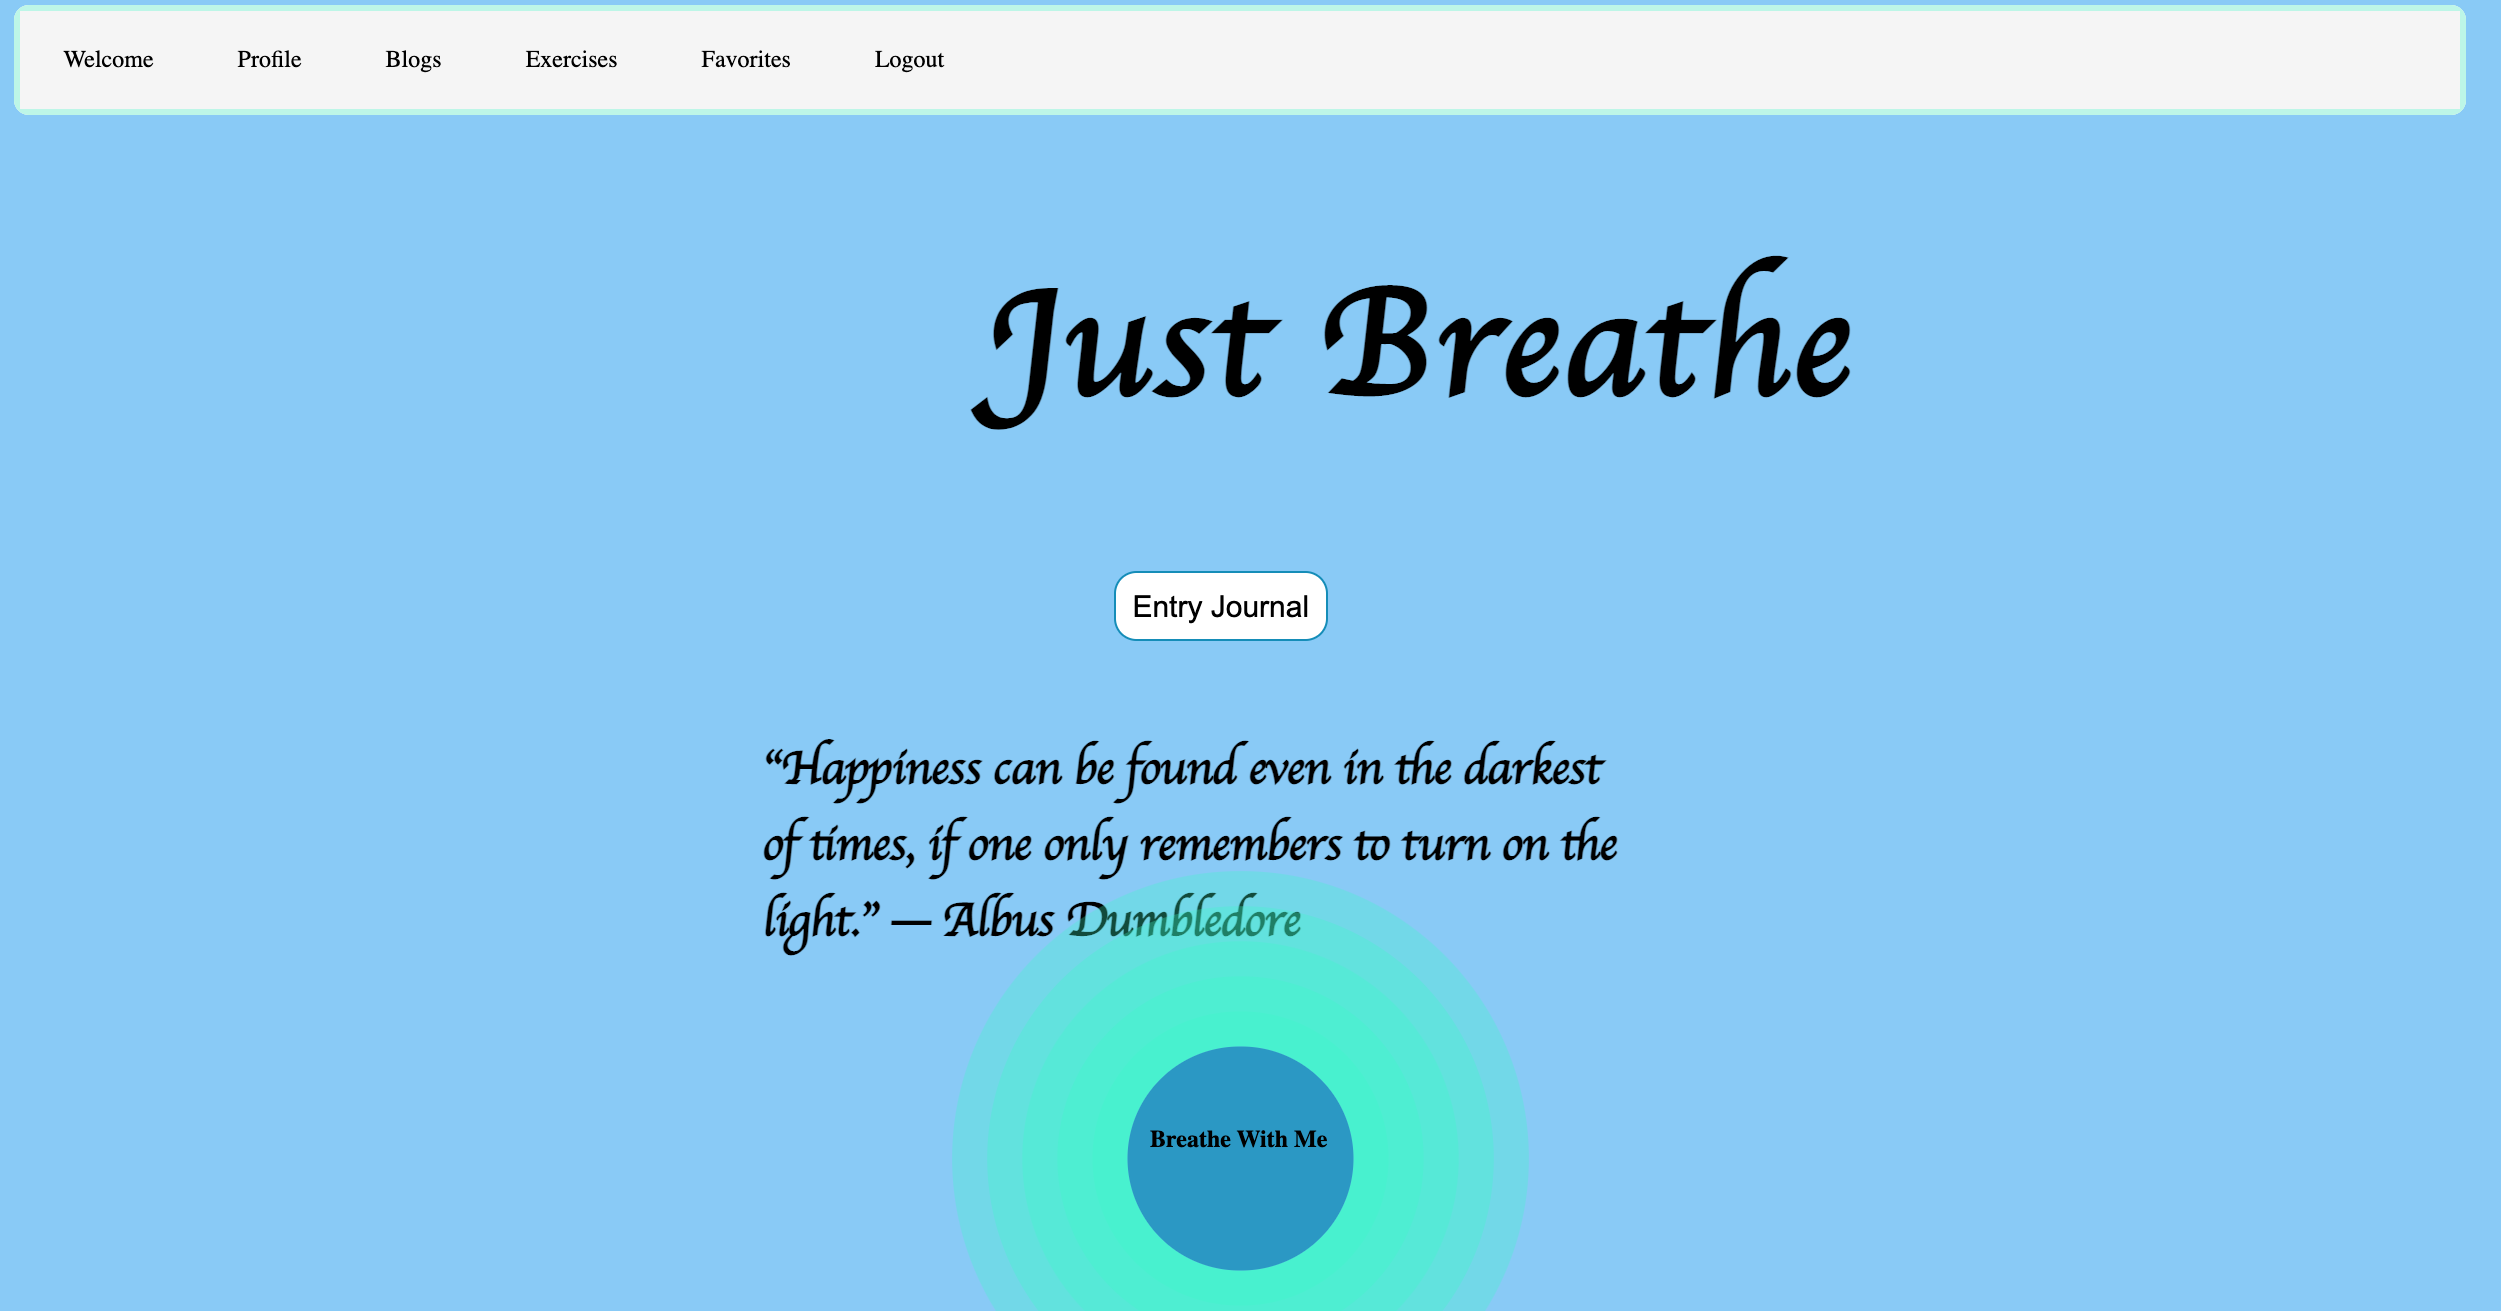 Welcome Profile Blogs Exercises Favorites Logout
Just Breathe
Entry Journal
“Happiness can be found even in the darkest
of times, if one only remembers to turn on the
light.” — Albus Dumbledore
Breathe With Me